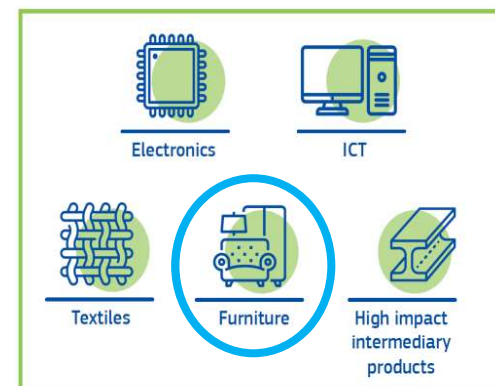 Electronics
ICT
Textiles
Furniture
High impact
intermediary
products